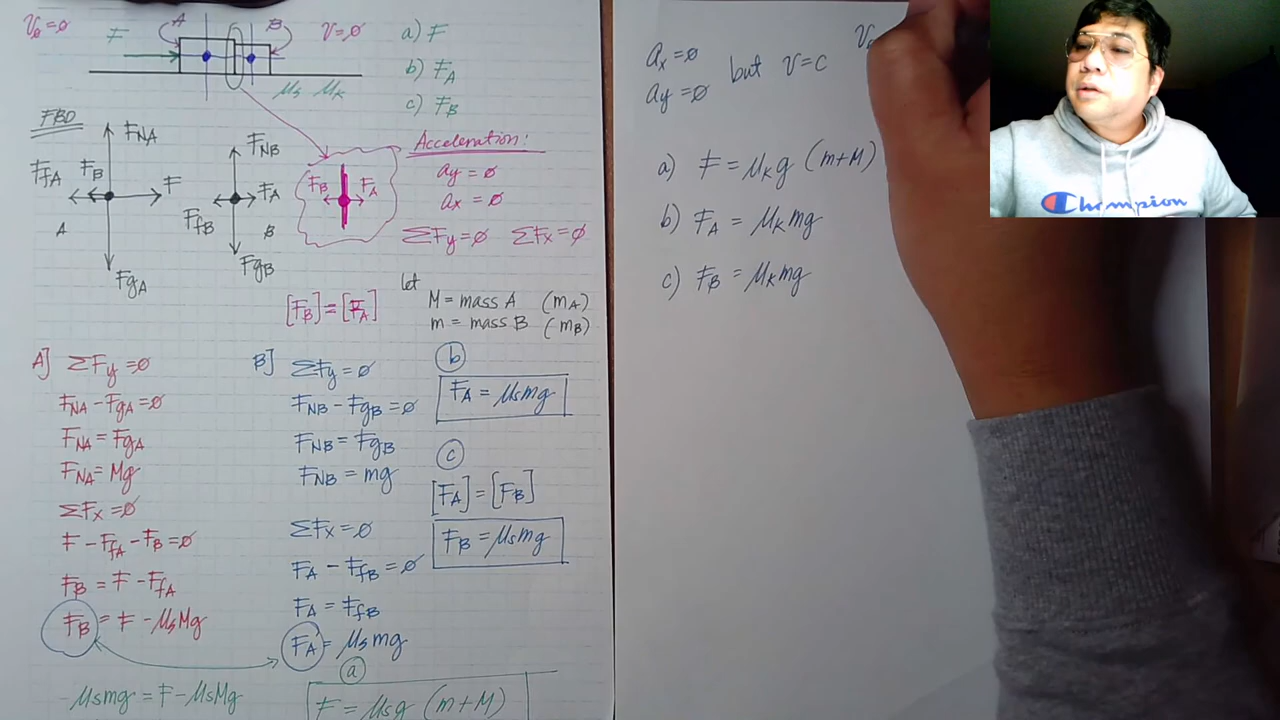 V₀=0 F A B V=0
μs μk
a) F
b) FA
c) FB
FBD
FNA
FfA FB F
A
FgA
FNB
FA
FfB B
FgB
FB FA
Acceleration:
ay = 0
ax = 0
ΣFy=0 ΣFx=0
[FB]=[FA]
let
M = mass A (mA)
m = mass B (mB)
A] ΣFy=0
FNA-FgA=0
FNA=FgA
FNA=Mg
ΣFx=0
F-FfA-FB=0
FB = F-FfA
FB = F-μsMg
μsmg = F-μsMg
B] ΣFy=0
FNB-FgB=0
FNB=FgB
FNB = mg
ΣFx=0
FA-FfB=0
FA=FfB
FA=μsmg
a
F=μsg (m+M)
b
FA=μsmg
c
[FA]=[FB]
FB=μsmg
ax=0
ay=0
but v=c
a) F=μkg (m+M)
b) FA=μkmg
c) FB=μkmg
Champion